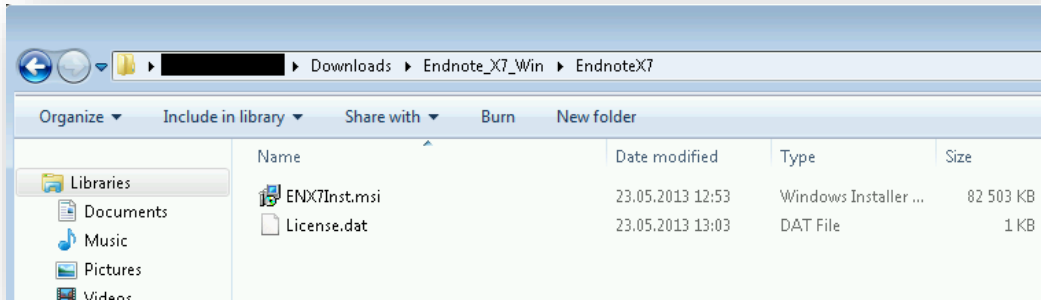 Downloads Endnote_X7_Win EndnoteX7
Organize Include in library Share with Burn New folder
Name Date modified Type Size
Libraries
Documents
Music
Pictures
Videos
ENX7Inst.msi 23.05.2013 12:53 Windows Installer ... 82 503 KB
License.dat 23.05.2013 13:03 DAT File 1 KB